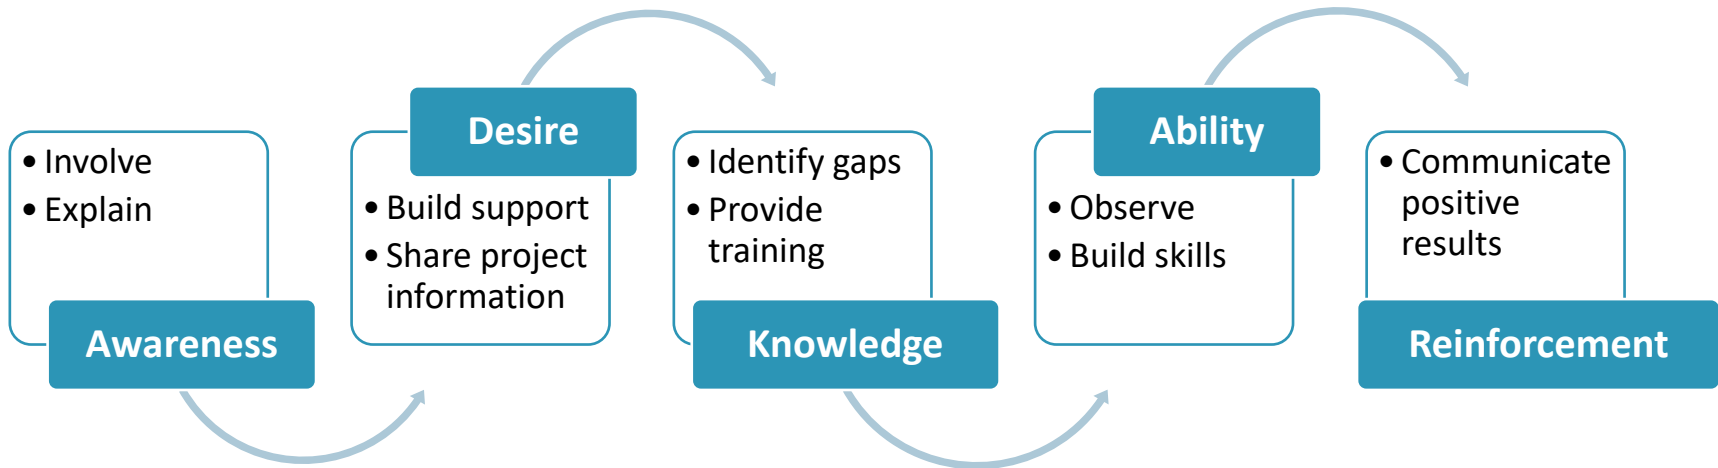 • Involve
• Explain
Awareness
Desire
• Build support
• Share project
information
• Identify gaps
• Provide
training
Knowledge
Ability
• Observe
• Build skills
• Communicate
positive
results
Reinforcement